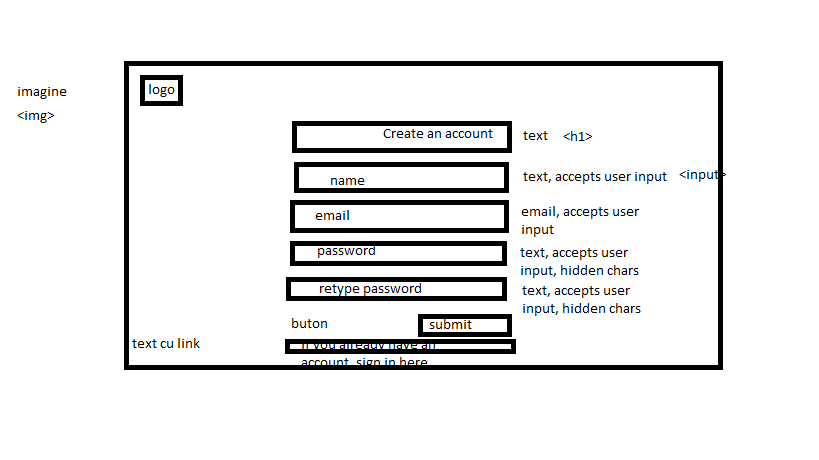 imagine
<img>
logo
Create an account
text <h1>
name
text, accepts user input <input>
email
email, accepts user
input
password
text, accepts user
input, hidden chars
retype password
text, accepts user
input, hidden chars
buton
submit
text cu link
If you already have an
account, sign in here